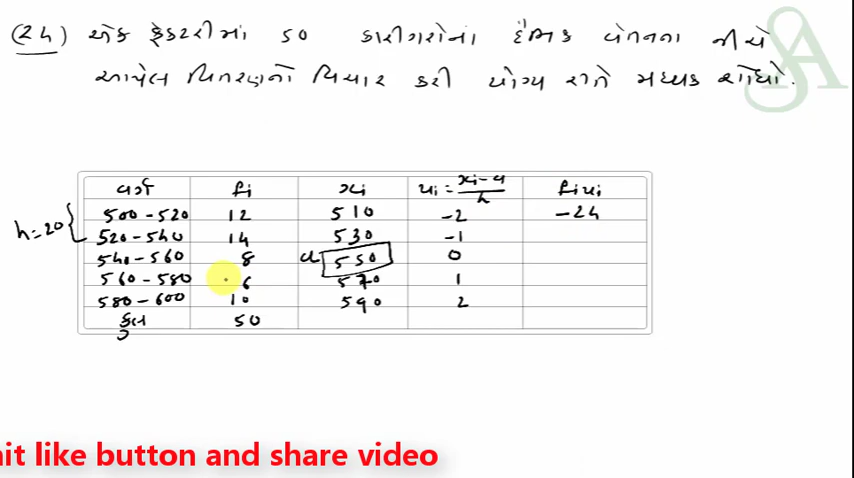 (24) એક ફેક્ટરીમાં 50 કારીગરોના દૈનિક વેતનના નીચે
આપેલ વિતરણનો વિચાર કરી યોગ્ય રીતે મધ્યક શોધો.
SA
વર્ગ fi xi ui = xi-a/h fiui
h=20 { 500-520 12 510 -2 -24
520-540 14 530 -1
540-560 8 a 550 0
560-580 6 570 1
580-600 10 590 2
કુલ 50
hit like button and share video